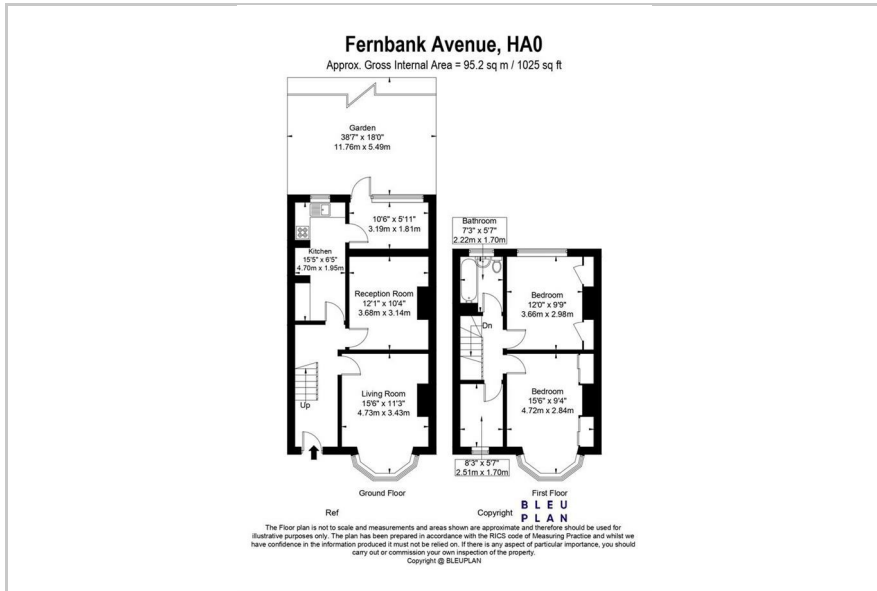 Fernbank Avenue, HA0
Approx. Gross Internal Area = 95.2 sq m / 1025 sq ft
Garden
38'7" x 18'0"
11.76m x 5.49m
10'6" x 5'11"
3.19m x 1.81m
Kitchen
15'5" x 6'5"
4.70m x 1.95m
Reception Room
12'1" x 10'4"
3.68m x 3.14m
Up
Living Room
15'6" x 11'3"
4.73m x 3.43m
Ground Floor
Bathroom
7'3" x 5'7"
2.22m x 1.70m
Bedroom
12'0" x 9'9"
3.66m x 2.98m
Dn
Bedroom
15'6" x 9'4"
4.72m x 2.84m
8'3" x 5'7"
2.51m x 1.70m
First Floor
Ref
Copyright
BLEU
PLAN
The Floor plan is not to scale and measurements and areas shown are approximate and therefore should be used for
illustrative purposes only. The plan has been prepared in accordance with the RICS code of Measuring Practice and whilst we
have confidence in the information produced it must not be relied on. If there is any aspect of particular importance, you should
carry out or commission your own inspection of the property.
Copyright @ BLEUPLAN